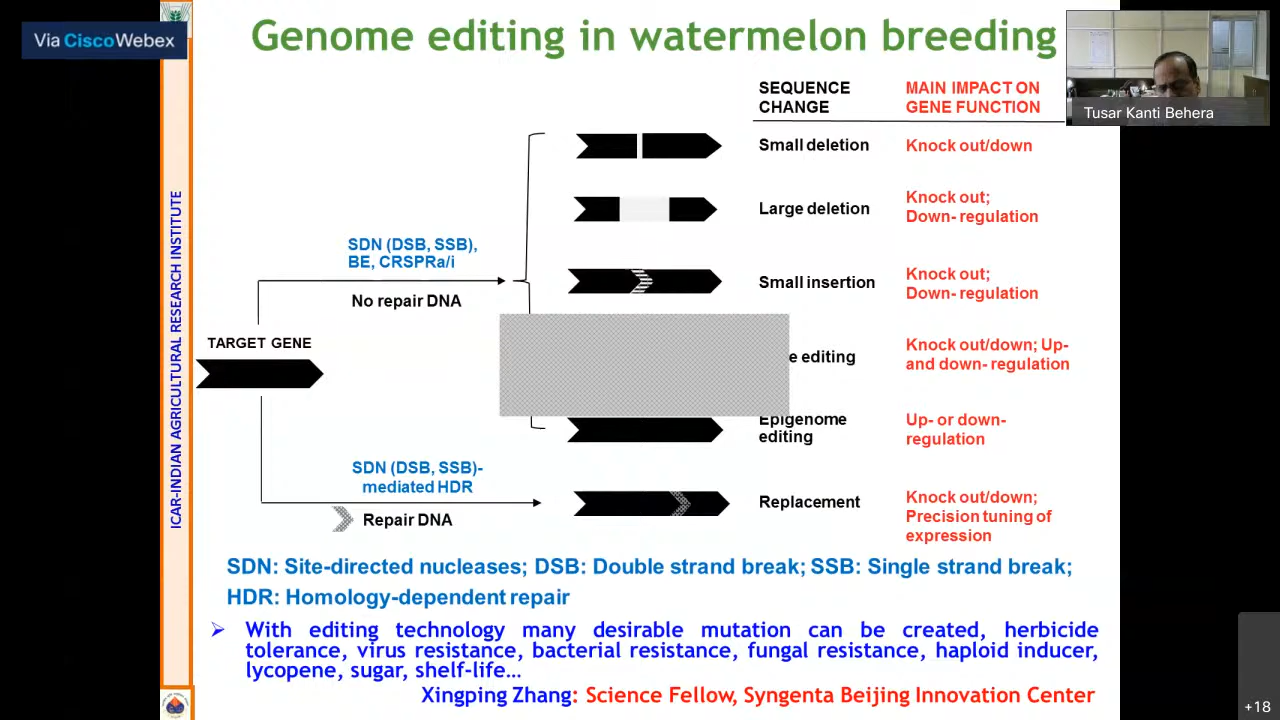 Via Cisco Webex
Genome editing in watermelon breeding
Tusar Kanti Behera
ICAR-INDIAN AGRICULTURAL RESEARCH INSTITUTE
SEQUENCE
CHANGE
MAIN IMPACT ON
GENE FUNCTION
Small deletion
Knock out/down
Large deletion
Knock out;
Down- regulation
SDN (DSB, SSB),
BE, CRSPRa/i
No repair DNA
Small insertion
Knock out;
Down- regulation
TARGET GENE
editing
Knock out/down; Up-
and down- regulation
Epigenome
editing
Up- or down-
regulation
SDN (DSB, SSB)-
mediated HDR
Repair DNA
Replacement
Knock out/down;
Precision tuning of
expression
SDN: Site-directed nucleases; DSB: Double strand break; SSB: Single strand break;
HDR: Homology-dependent repair
With editing technology many desirable mutation can be created, herbicide
tolerance, virus resistance, bacterial resistance, fungal resistance, haploid inducer,
lycopene, sugar, shelf-life…
Xingping Zhang: Science Fellow, Syngenta Beijing Innovation Center
+18